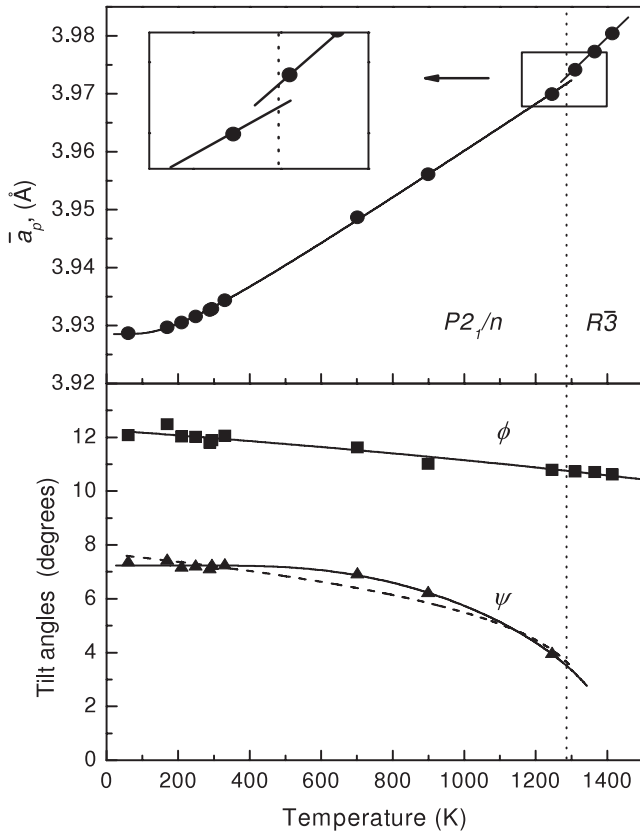 3.98
3.97
3.96
3.95
3.94
3.93
3.92
a̅p, (Å)
P2₁/n
R3̅
12
10
8
6
4
2
0
Tilt angles (degrees)
ϕ
ψ
0 200 400 600 800 1000 1200 1400
Temperature (K)